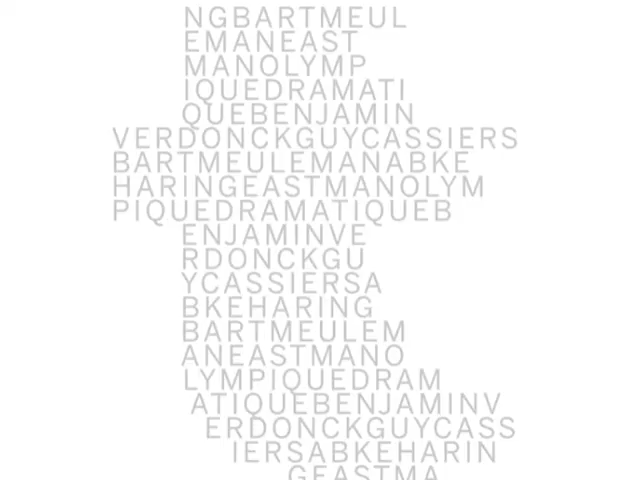 NGBARTMEUL
EMANEAST
MANOLYMP
IQUEDRAMATI
QUEBENJAMIN
VERDONCKGUYCASSIERS
BARTMEULEMANABKE
HARINGEASTMANOLYM
PIQUEDRAMATIQUEB
ENJAMINVE
RDONCKGU
YCASSIERSA
BKEHARING
BARTMEULEM
ANEASTMANO
LYMPIQUEDRAM
ATIQUEBENJAMINV
ERDONCKGUYCASS
IERSABKEHARIN
GEASTMA